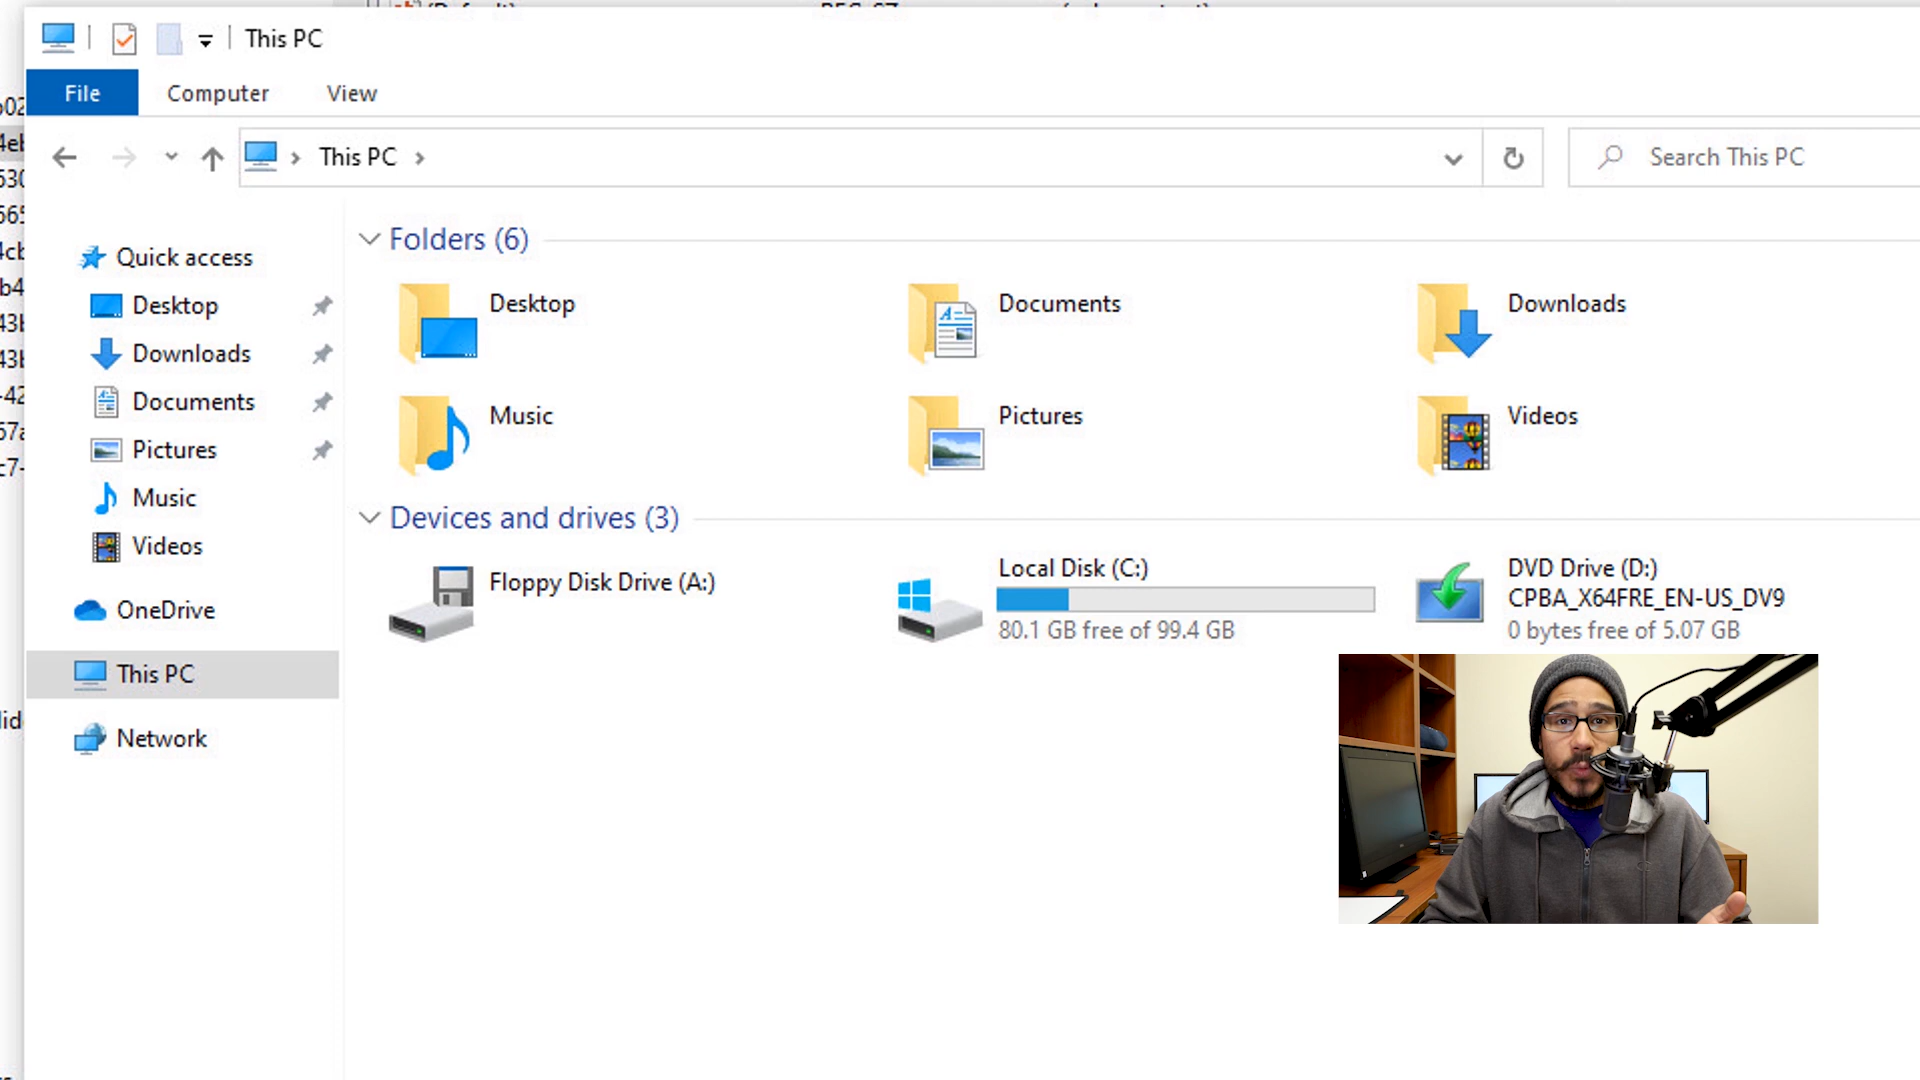 This PC
File Computer View
This PC
Search This PC
Quick access
Desktop
Downloads
Documents
Pictures
Music
Videos
OneDrive
This PC
Network
Folders (6)
Desktop
Documents
Downloads
Music
Pictures
Videos
Devices and drives (3)
Floppy Disk Drive (A:)
Local Disk (C:)
80.1 GB free of 99.4 GB
DVD Drive (D:)
CPBA_X64FRE_EN-US_DV9
0 bytes free of 5.07 GB